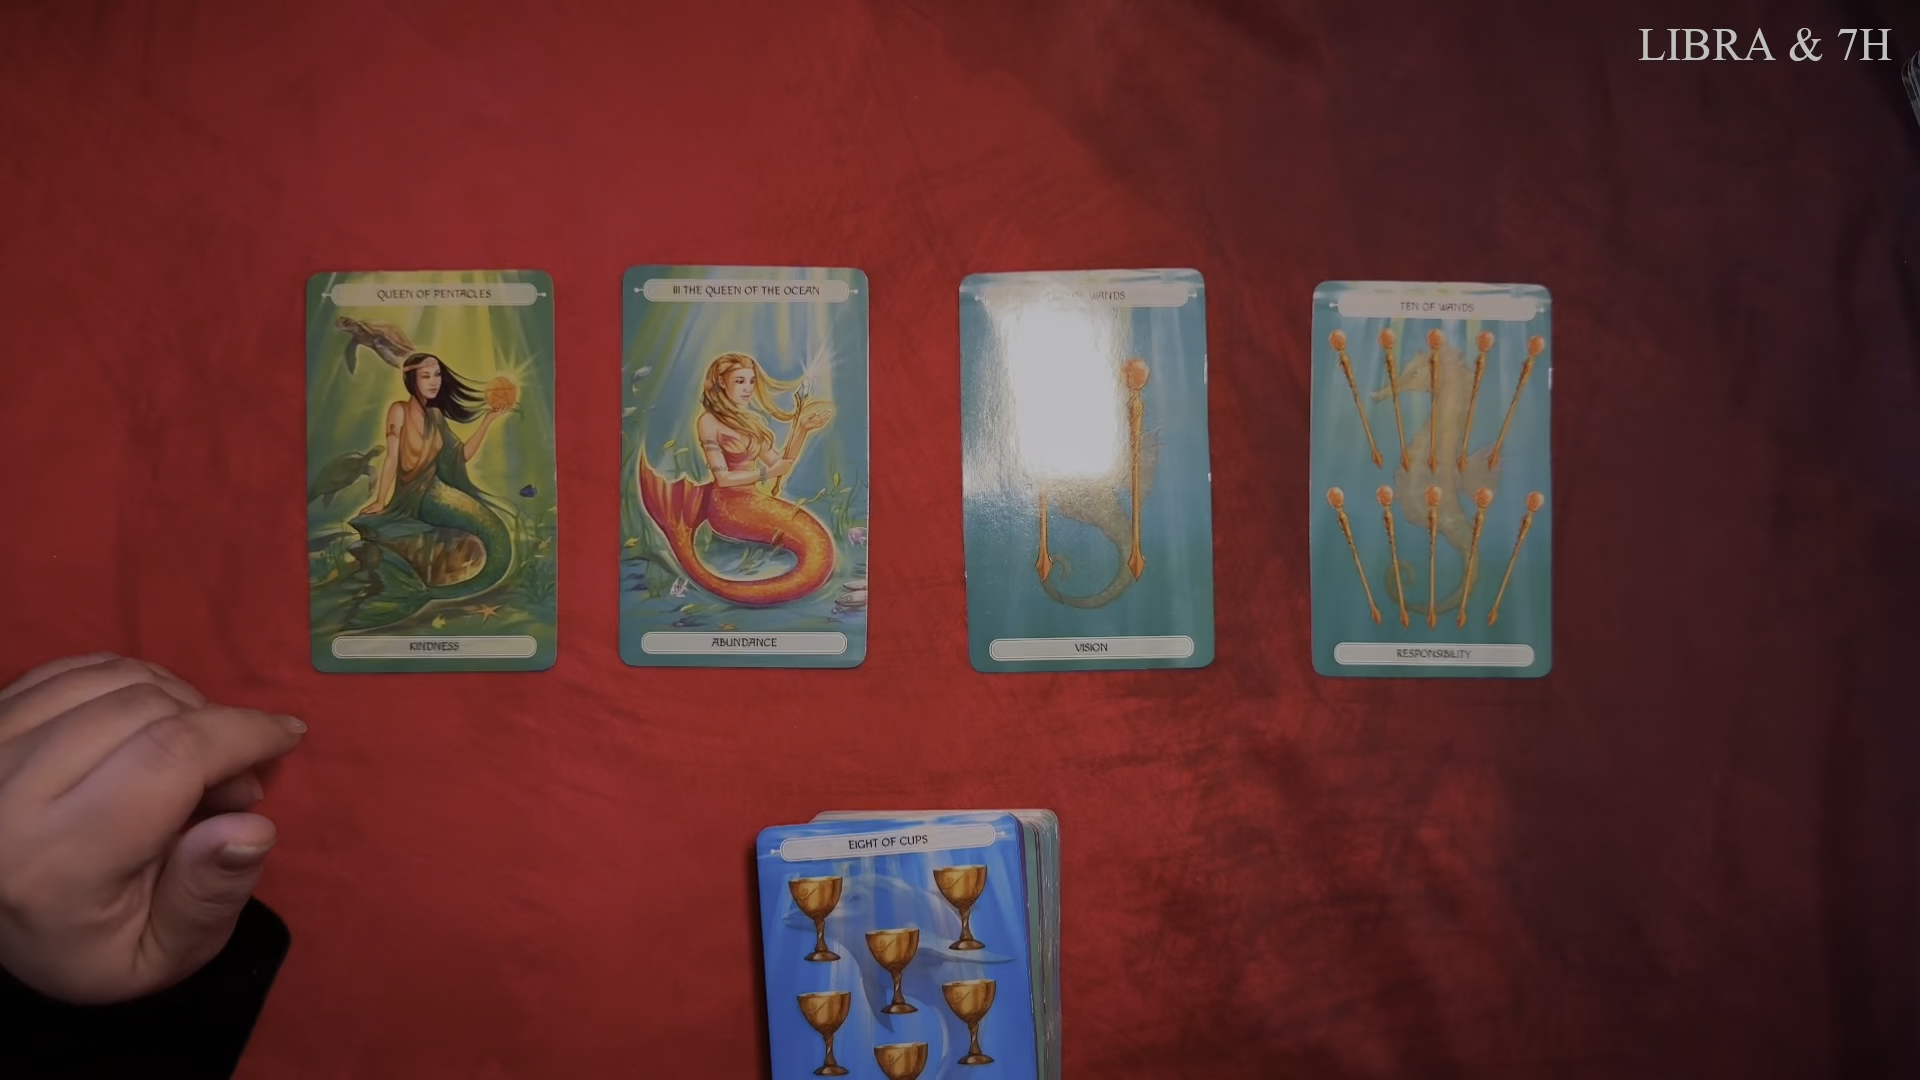 LIBRA & 7H
QUEEN OF PENTACLES
III THE QUEEN OF THE OCEAN
WANDS
TEN OF WANDS
KINDNESS
ABUNDANCE
VISION
RESPONSIBILITY
EIGHT OF CUPS